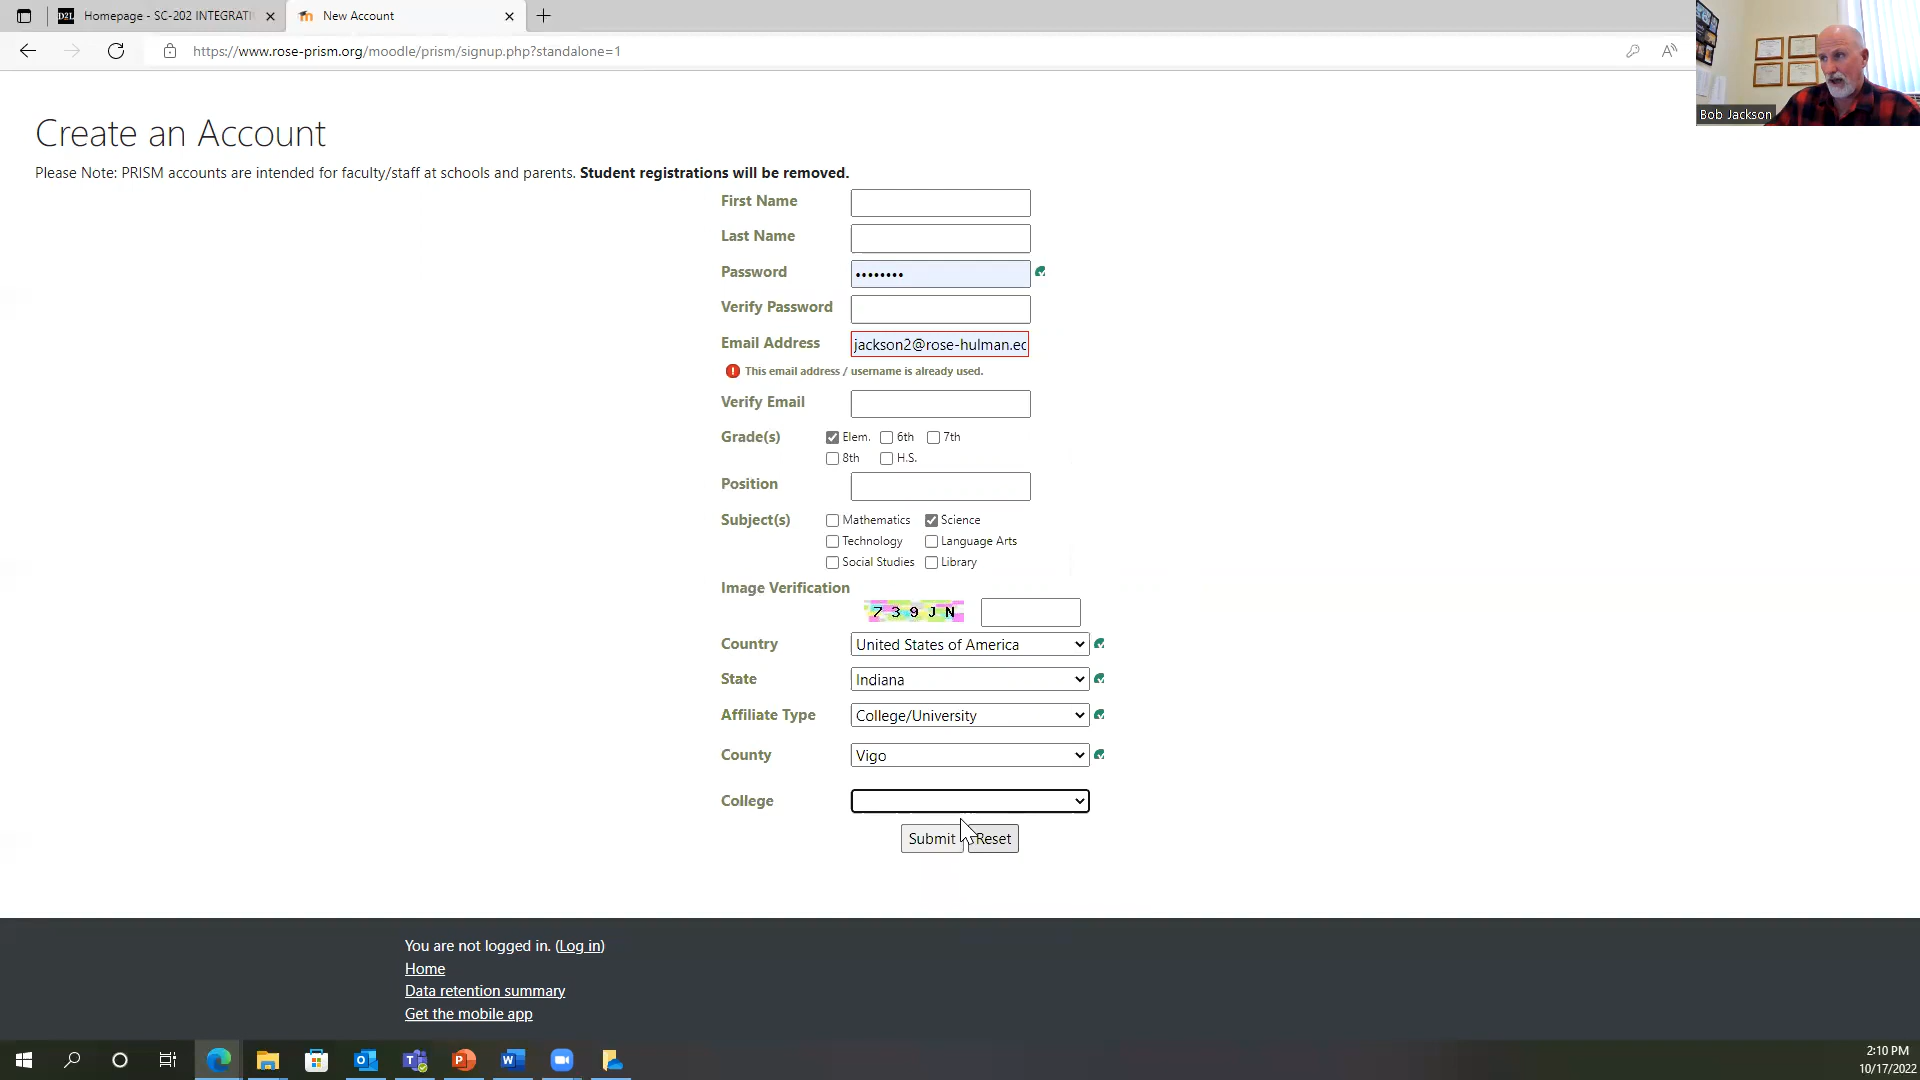 D2L Homepage - SC-202 INTEGRATI
New Account
https://www.rose-prism.org/moodle/prism/signup.php?standalone=1
Bob Jackson
Create an Account
Please Note: PRISM accounts are intended for faculty/staff at schools and parents. Student registrations will be removed.
First Name
Last Name
Password ••••••••
Verify Password
Email Address jackson2@rose-hulman.ed
This email address / username is already used.
Verify Email
Grade(s) Elem. 6th 7th
8th H.S.
Position
Subject(s) Mathematics Science
Technology Language Arts
Social Studies Library
Image Verification
7 3 9 J N
Country United States of America
State Indiana
Affiliate Type College/University
County Vigo
College
Submit Reset
You are not logged in. (Log in)
Home
Data retention summary
Get the mobile app
2:10 PM
10/17/2022